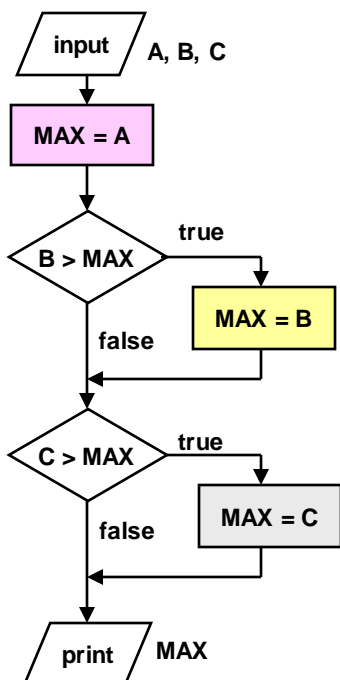 input A, B, C
MAX = A
B > MAX
true
MAX = B
false
C > MAX
true
MAX = C
false
print MAX